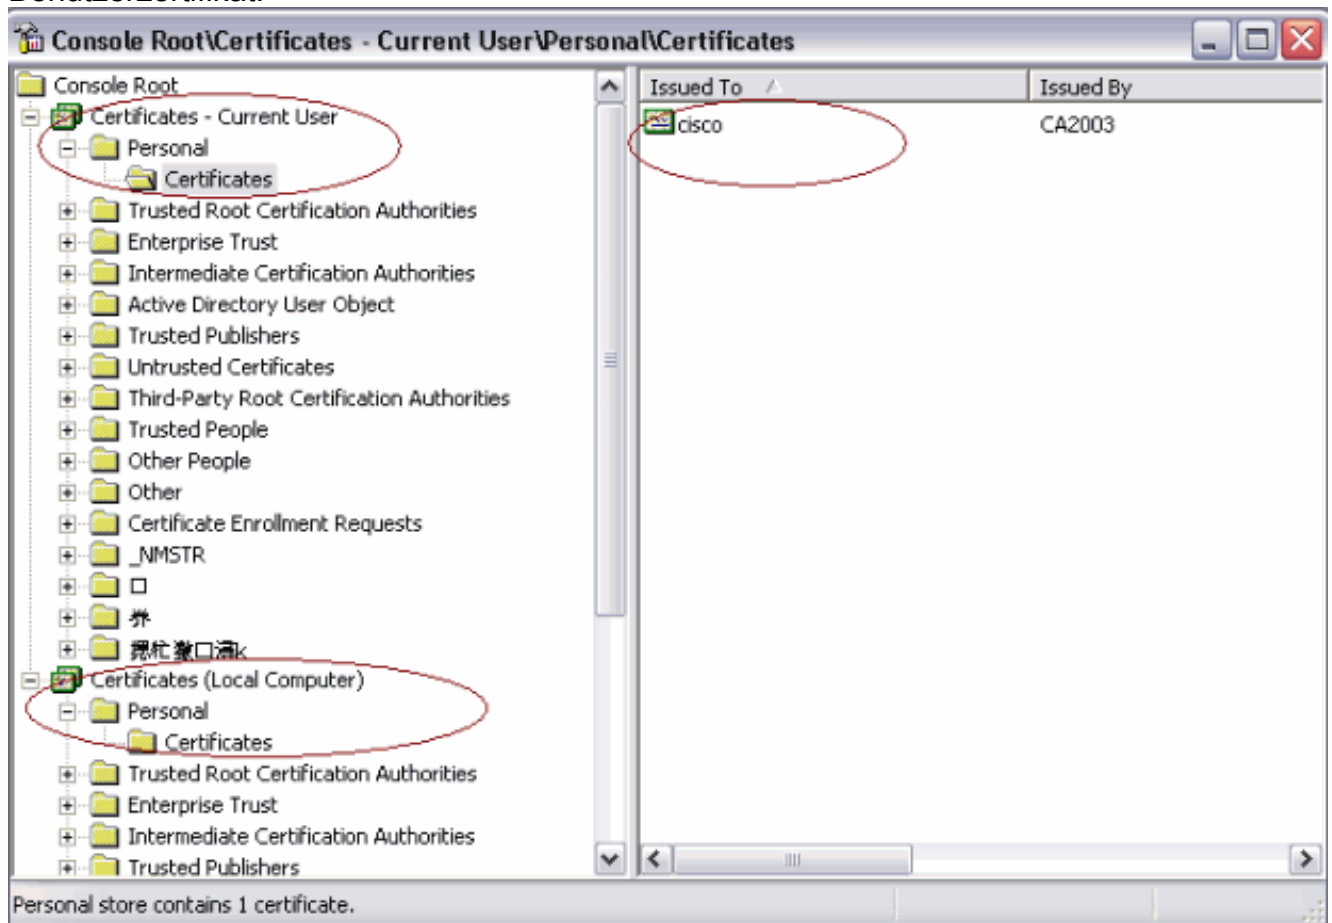 Benutzerzertifikat:
Console Root\Certificates - Current User\Personal\Certificates
Console Root
Certificates - Current User
Personal
Certificates
Trusted Root Certification Authorities
Enterprise Trust
Intermediate Certification Authorities
Active Directory User Object
Trusted Publishers
Untrusted Certificates
Third-Party Root Certification Authorities
Trusted People
Other People
Other
Certificate Enrollment Requests
_NMSTR
Certificates (Local Computer)
Personal
Certificates
Trusted Root Certification Authorities
Enterprise Trust
Intermediate Certification Authorities
Trusted Publishers
Issued To Issued By
cisco CA2003
Personal store contains 1 certificate.